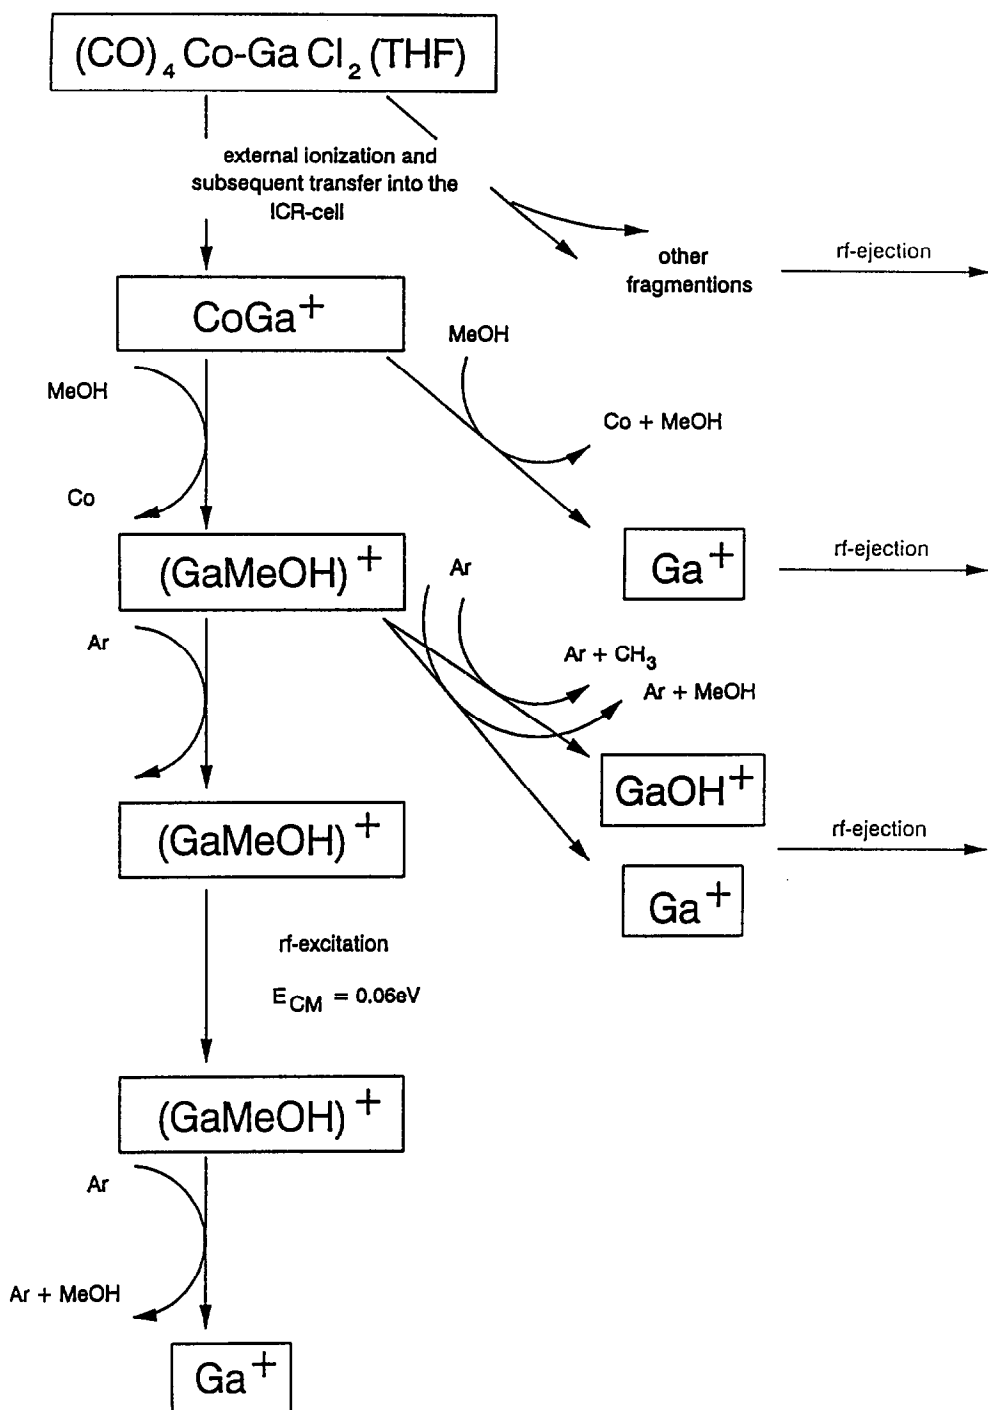 (CO)4 Co-Ga Cl2 (THF)
external ionization and
subsequent transfer into the
ICR-cell
other
fragmentions
rf-ejection
CoGa+
MeOH
MeOH
Co + MeOH
Co
(GaMeOH)+
Ga+
rf-ejection
Ar
Ar
Ar + CH3
Ar + MeOH
GaOH+
(GaMeOH)+
rf-ejection
Ga+
rf-excitation
ECM = 0.06eV
(GaMeOH)+
Ar
Ar + MeOH
Ga+